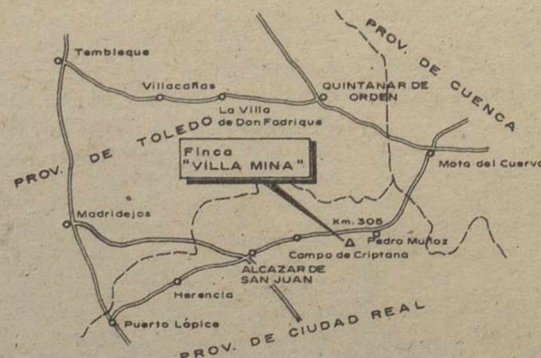 PROV. DE CUENCA
Tembleque
Villacañas
QUINTANAR DE
ORDEN
La Villa
de Don Fadrique
PROV. DE TOLEDO
Finca
"VILLA MINA"
Mota del Cuervo
Madridejos
Km. 305
Pedro Muñoz
Campo de Criptana
ALCAZAR DE
SAN JUAN
Herencia
Puerto Lópice
PROV. DE CIUDAD REAL